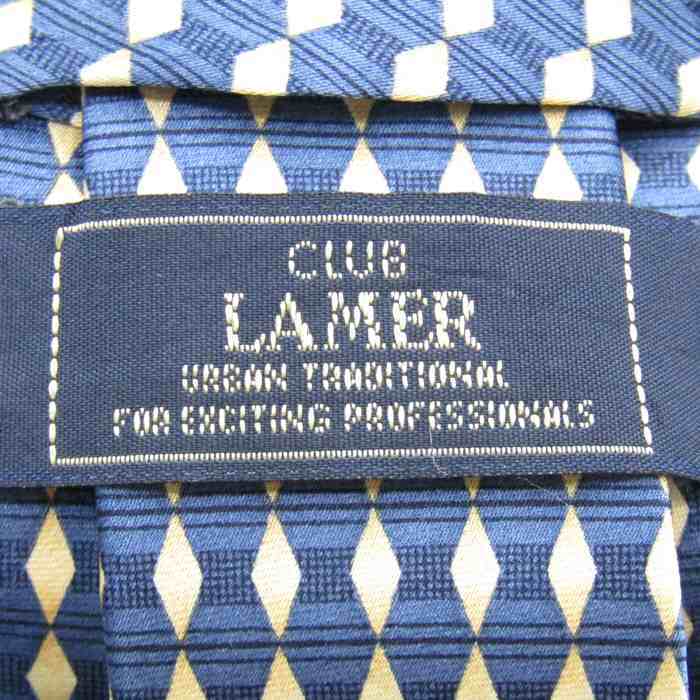 CLUB
LAMER
URBAN TRADITIONAL
FOR EXCITING PROFESSIONALS